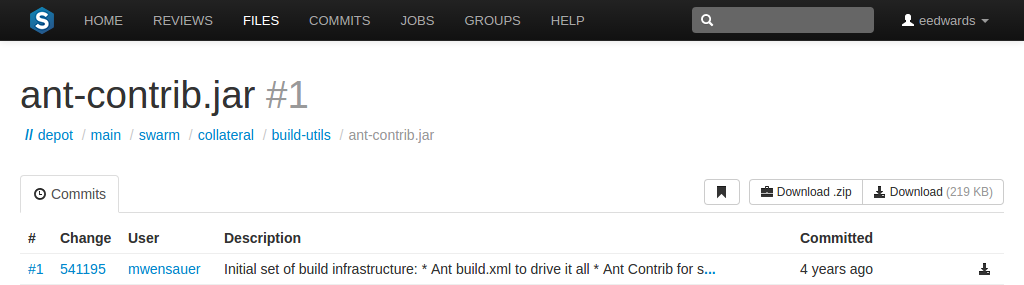 S HOME REVIEWS FILES COMMITS JOBS GROUPS HELP eedwards
ant-contrib.jar #1
// depot / main / swarm / collateral / build-utils / ant-contrib.jar
Commits Download .zip Download (219 KB)
# Change User Description Committed
#1 541195 mwensauer Initial set of build infrastructure: * Ant build.xml to drive it all * Ant Contrib for s... 4 years ago